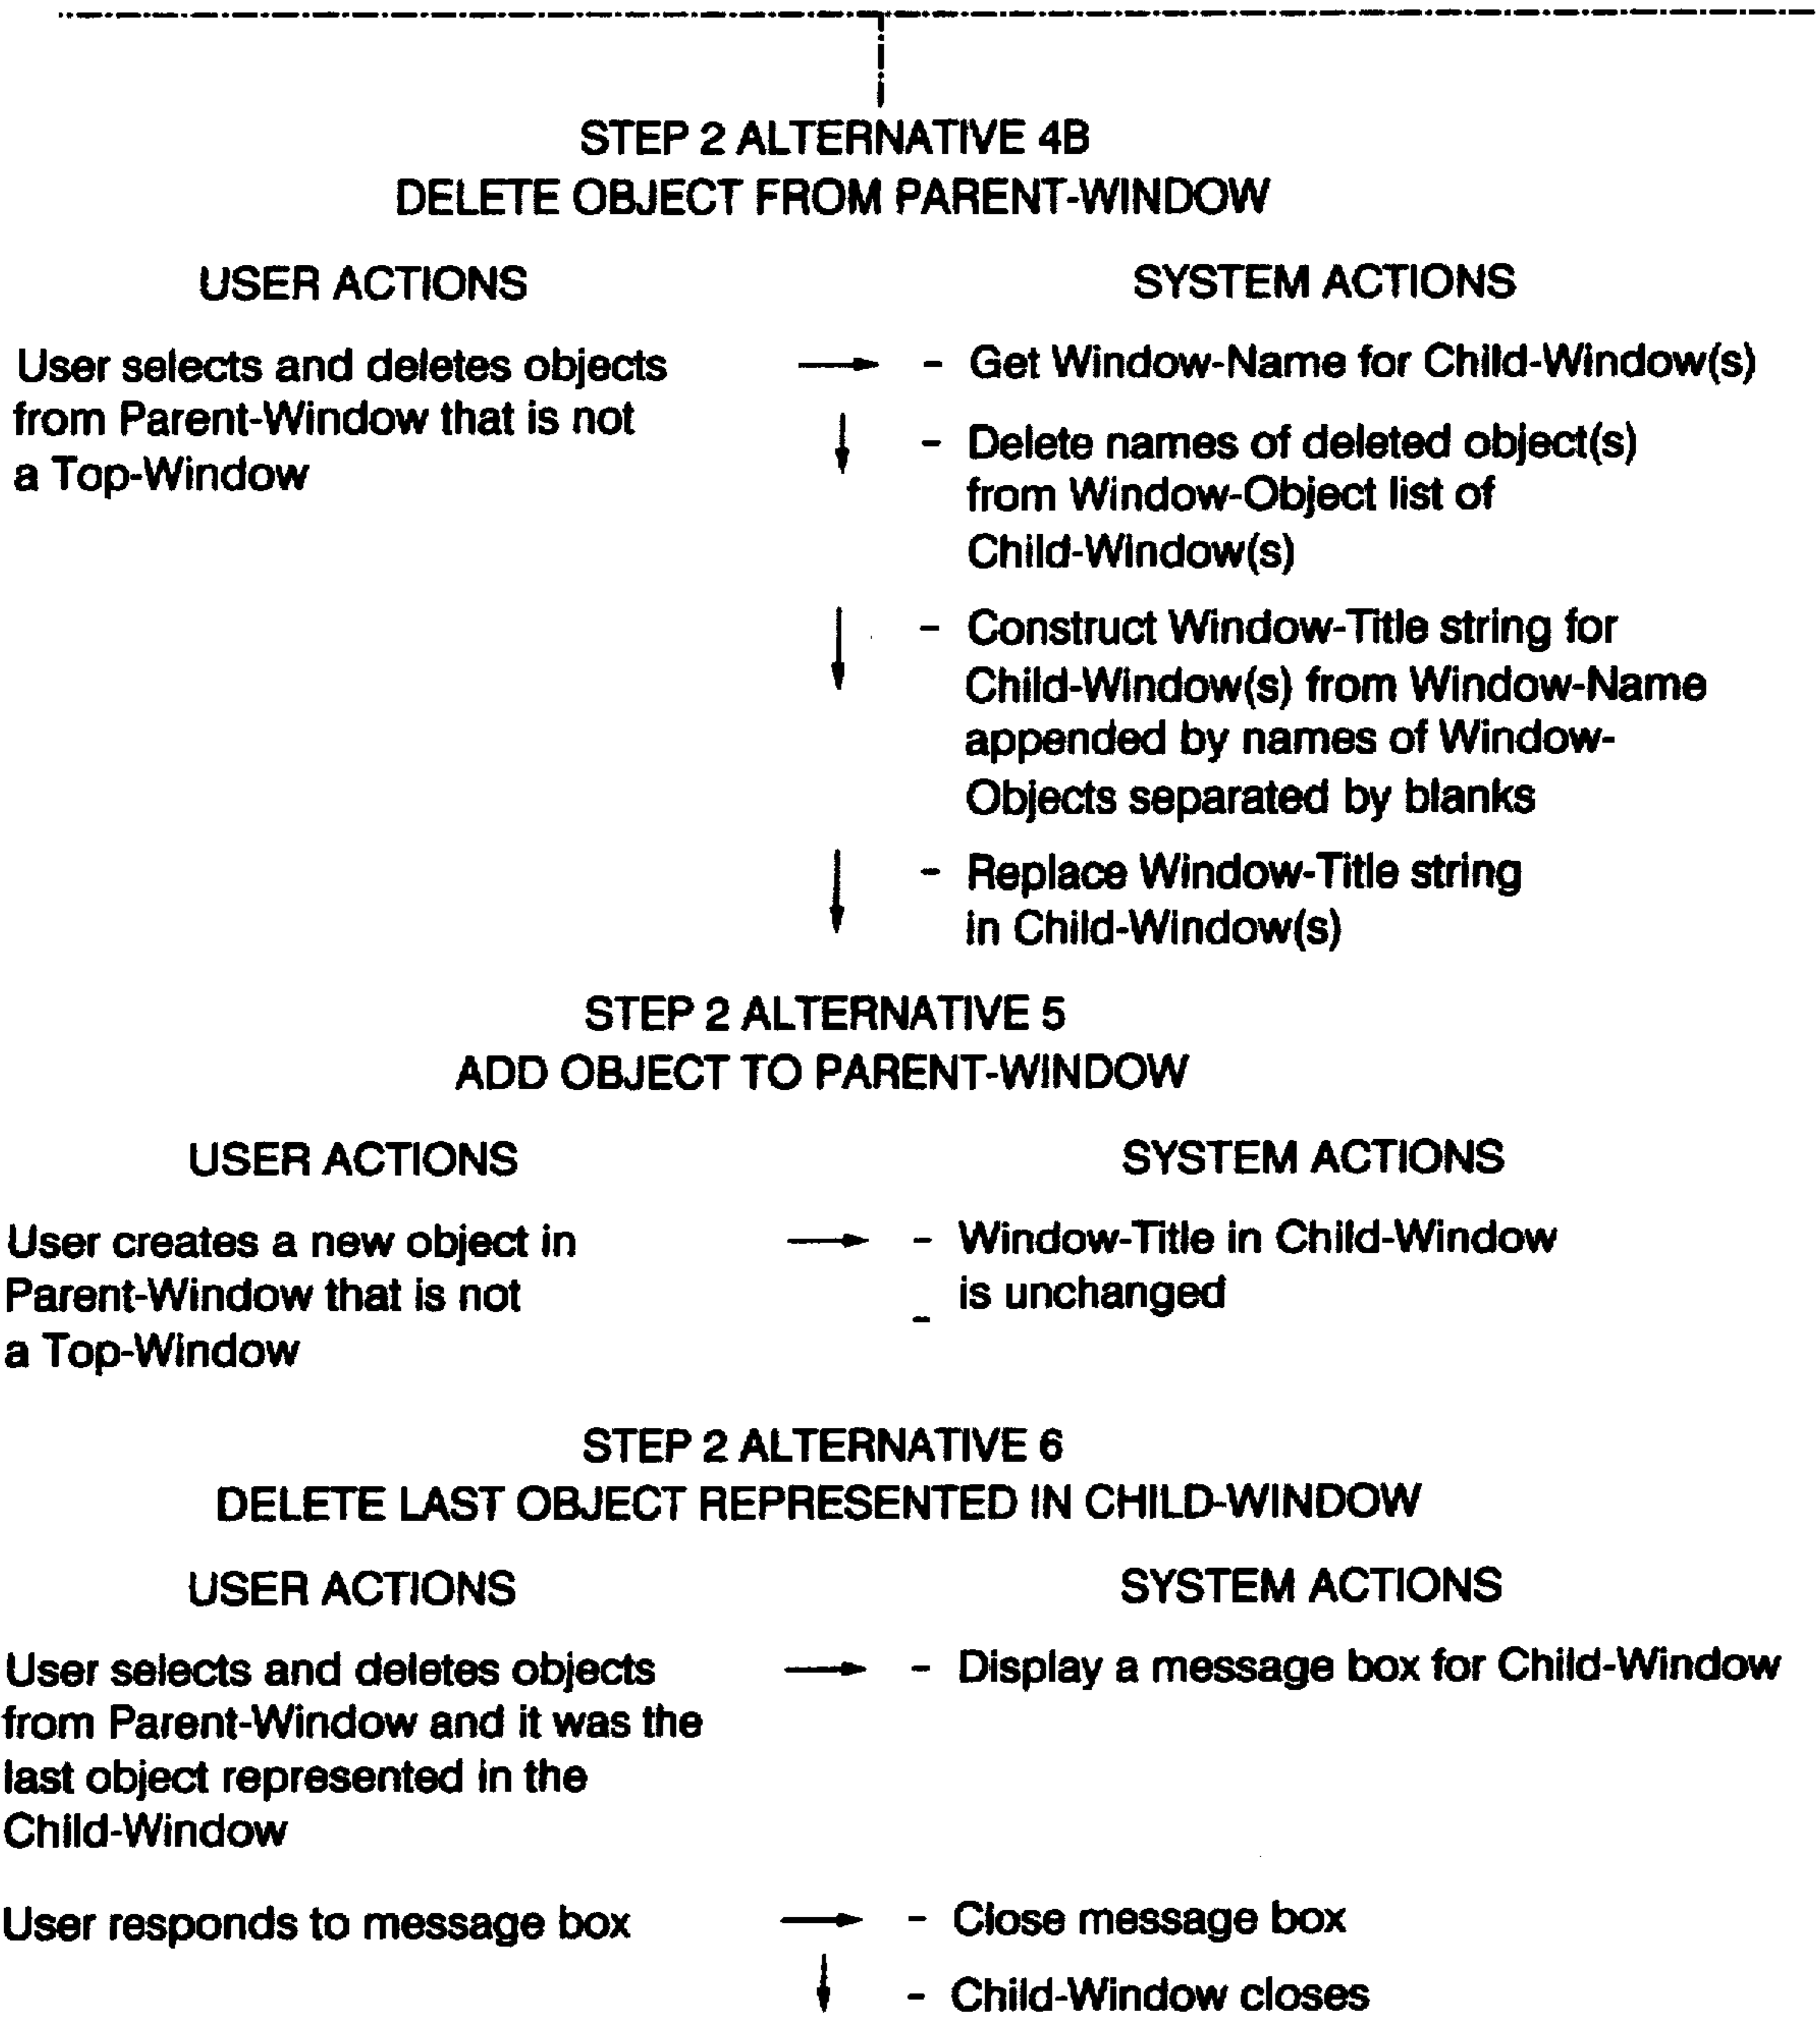 STEP 2 ALTERNATIVE 4B
DELETE OBJECT FROM PARENT-WINDOW
USER ACTIONS
SYSTEM ACTIONS
User selects and deletes objects
from Parent-Window that is not
a Top-Window
- Get Window-Name for Child-Window(s)
- Delete names of deleted object(s)
from Window-Object list of
Child-Window(s)
- Construct Window-Title string for
Child-Window(s) from Window-Name
appended by names of Window-
Objects separated by blanks
- Replace Window-Title string
in Child-Window(s)
STEP 2 ALTERNATIVE 5
ADD OBJECT TO PARENT-WINDOW
USER ACTIONS
SYSTEM ACTIONS
User creates a new object in
Parent-Window that is not
a Top-Window
- Window-Title in Child-Window
is unchanged
-
STEP 2 ALTERNATIVE 6
DELETE LAST OBJECT REPRESENTED IN CHILD-WINDOW
USER ACTIONS
SYSTEM ACTIONS
User selects and deletes objects
from Parent-Window and it was the
last object represented in the
Child-Window
- Display a message box for Child-Window
User responds to message box
- Close message box
- Child-Window closes